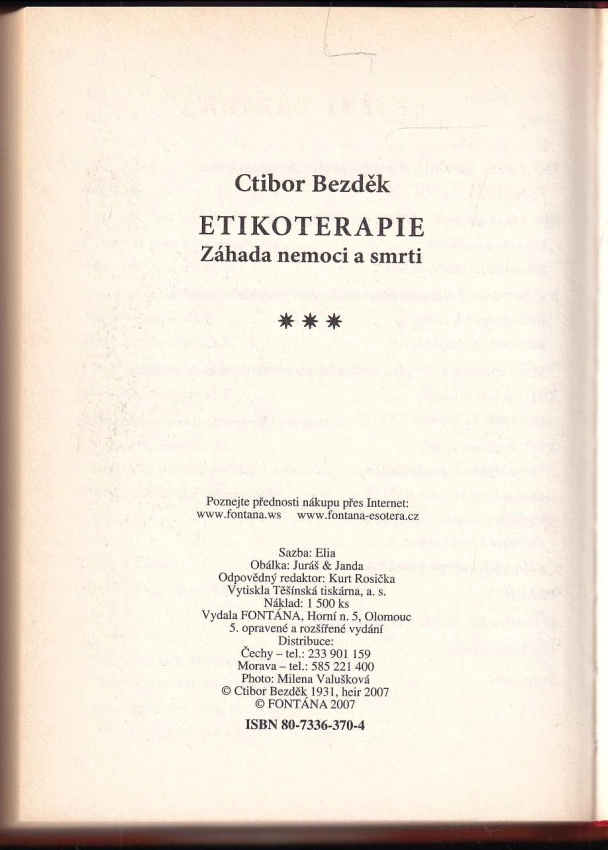 Ctibor Bezděk
ETIKOTERAPIE
Záhada nemoci a smrti
Poznejte přednosti nákupu přes Internet:
www.fontana.ws www.fontana-esotera.cz
Sazba: Elia
Obálka: Juráš & Janda
Odpovědný redaktor: Kurt Rosička
Vytiskla Těšínská tiskárna, a. s.
Náklad: 1 500 ks
Vydala FONTÁNA, Horní n. 5, Olomouc
5. opravené a rozšířené vydání
Distribuce:
Čechy – tel.: 233 901 159
Morava – tel.: 585 221 400
Photo: Milena Valušková
© Ctibor Bezděk 1931, heir 2007
© FONTÁNA 2007
ISBN 80-7336-370-4